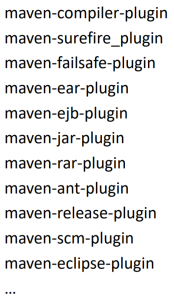 maven-compiler-plugin
maven-surefire_plugin
maven-failsafe-plugin
maven-ear-plugin
maven-ejb-plugin
maven-jar-plugin
maven-rar-plugin
maven-ant-plugin
maven-release-plugin
maven-scm-plugin
maven-eclipse-plugin
...